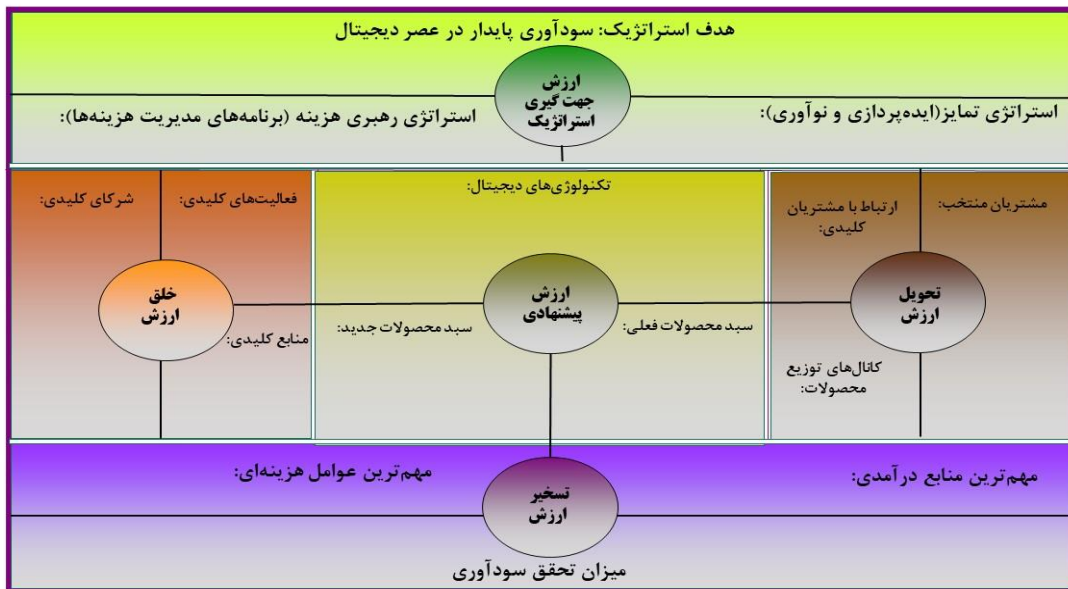 هدف استراتژیک: سودآوری پایدار در عصر دیجیتال
ارزش
جهت گیری
استراتژیک
استراتژی تمایز(ایده‌پردازی و نوآوری):
استراتژی رهبری هزینه (برنامه‌های مدیریت هزینه‌ها):
مشتریان منتخب:
ارتباط با مشتریان
کلیدی:
تحویل
ارزش
کانال‌های توزیع
محصولات:
تکنولوژی‌های دیجیتال:
ارزش
پیشنهادی
سبد محصولات فعلی:
سبد محصولات جدید:
فعالیت‌های کلیدی:
شرکای کلیدی:
خلق
ارزش
منابع کلیدی:
مهم‌ترین منابع درآمدی:
مهم‌ترین عوامل هزینه‌ای:
تسخیر
ارزش
میزان تحقق سودآوری